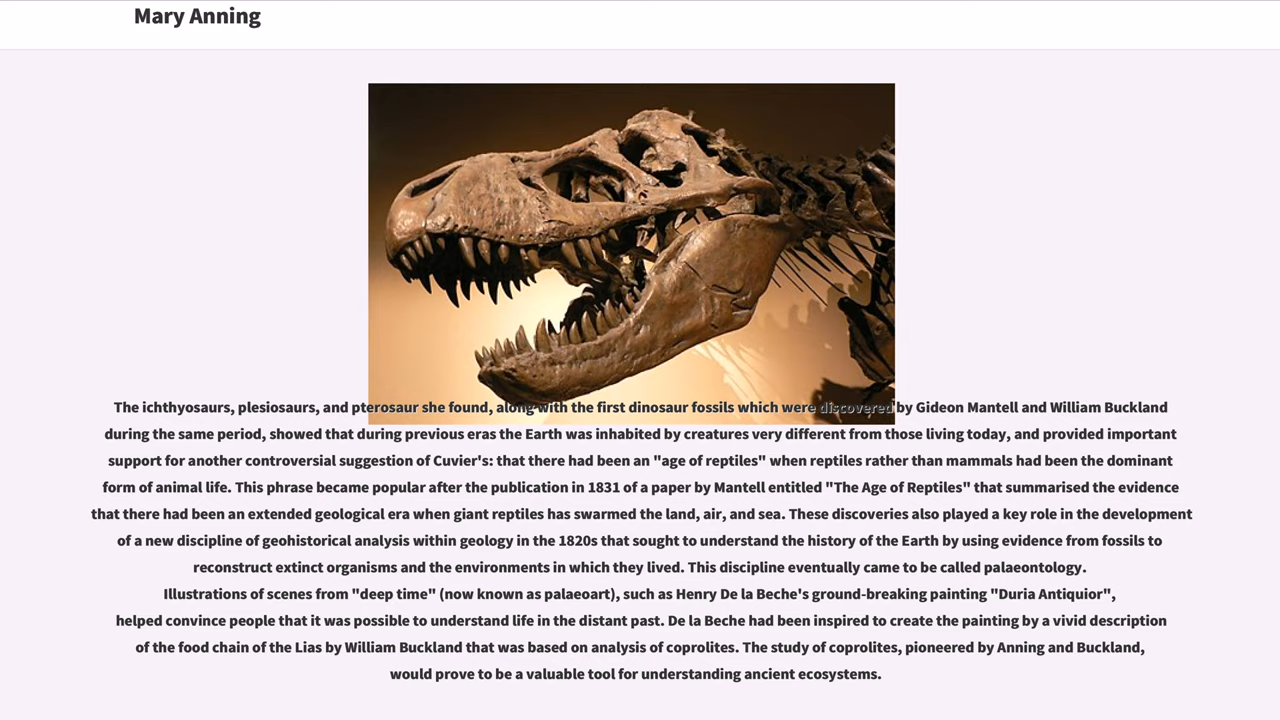 Mary Anning
The ichthyosaurs, plesiosaurs, and pterosaur she found, along with the first dinosaur fossils which were discovered by Gideon Mantell and William Buckland
during the same period, showed that during previous eras the Earth was inhabited by creatures very different from those living today, and provided important
support for another controversial suggestion of Cuvier's: that there had been an "age of reptiles" when reptiles rather than mammals had been the dominant
form of animal life. This phrase became popular after the publication in 1831 of a paper by Mantell entitled "The Age of Reptiles" that summarised the evidence
that there had been an extended geological era when giant reptiles has swarmed the land, air, and sea. These discoveries also played a key role in the development
of a new discipline of geohistorical analysis within geology in the 1820s that sought to understand the history of the Earth by using evidence from fossils to
reconstruct extinct organisms and the environments in which they lived. This discipline eventually came to be called palaeontology.
Illustrations of scenes from "deep time" (now known as palaeoart), such as Henry De la Beche's ground-breaking painting "Duria Antiquior",
helped convince people that it was possible to understand life in the distant past. De la Beche had been inspired to create the painting by a vivid description
of the food chain of the Lias by William Buckland that was based on analysis of coprolites. The study of coprolites, pioneered by Anning and Buckland,
would prove to be a valuable tool for understanding ancient ecosystems.